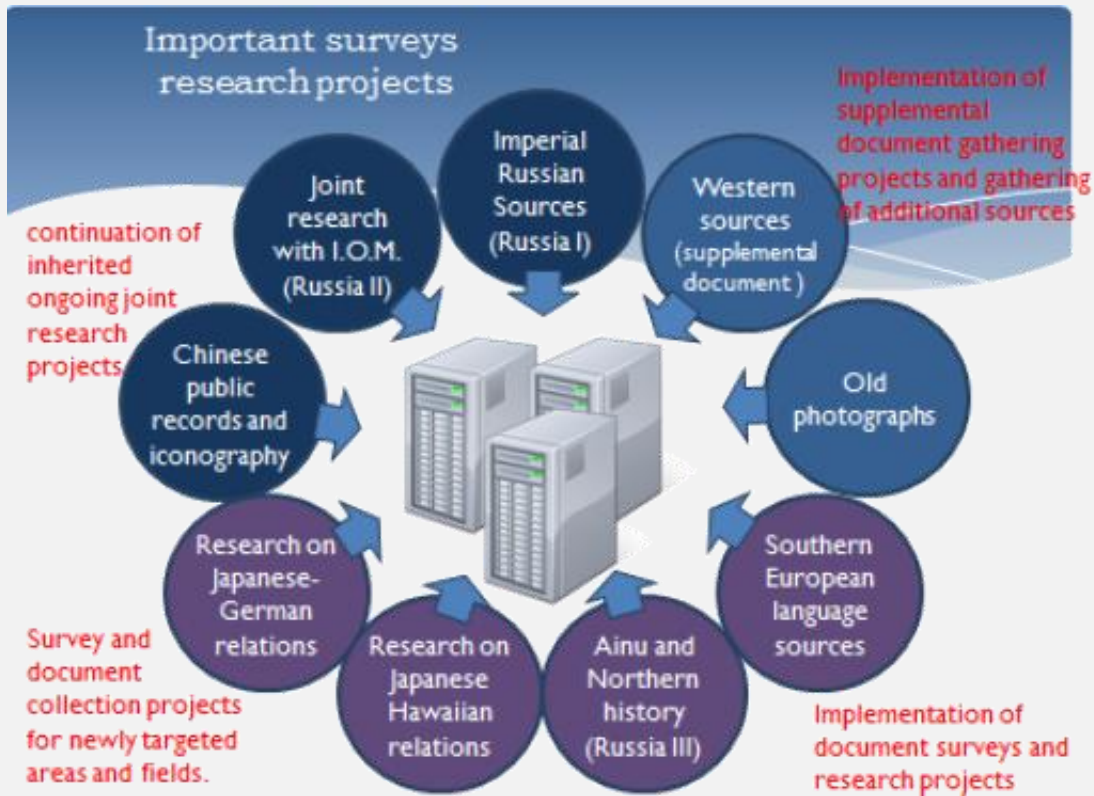 Important surveys
research projects
Implementation of
supplemental
document gathering
projects and gathering
of additional sources
Imperial
Russian
Sources
(Russia I)
Joint
research
with I.O.M.
(Russia II)
Western
sources
(supplemental
document )
continuation of
inherited
ongoing joint
research
projects
Chinese
public
records and
iconography
Old
photographs
Research on
Japanese-
German
relations
Southern
European
language
sources
Research on
Japanese
Hawaiian
relations
Ainu and
Northern
history
(Russia III)
Survey and
document
collection projects
for newly targeted
areas and fields.
Implementation of
document surveys and
research projects